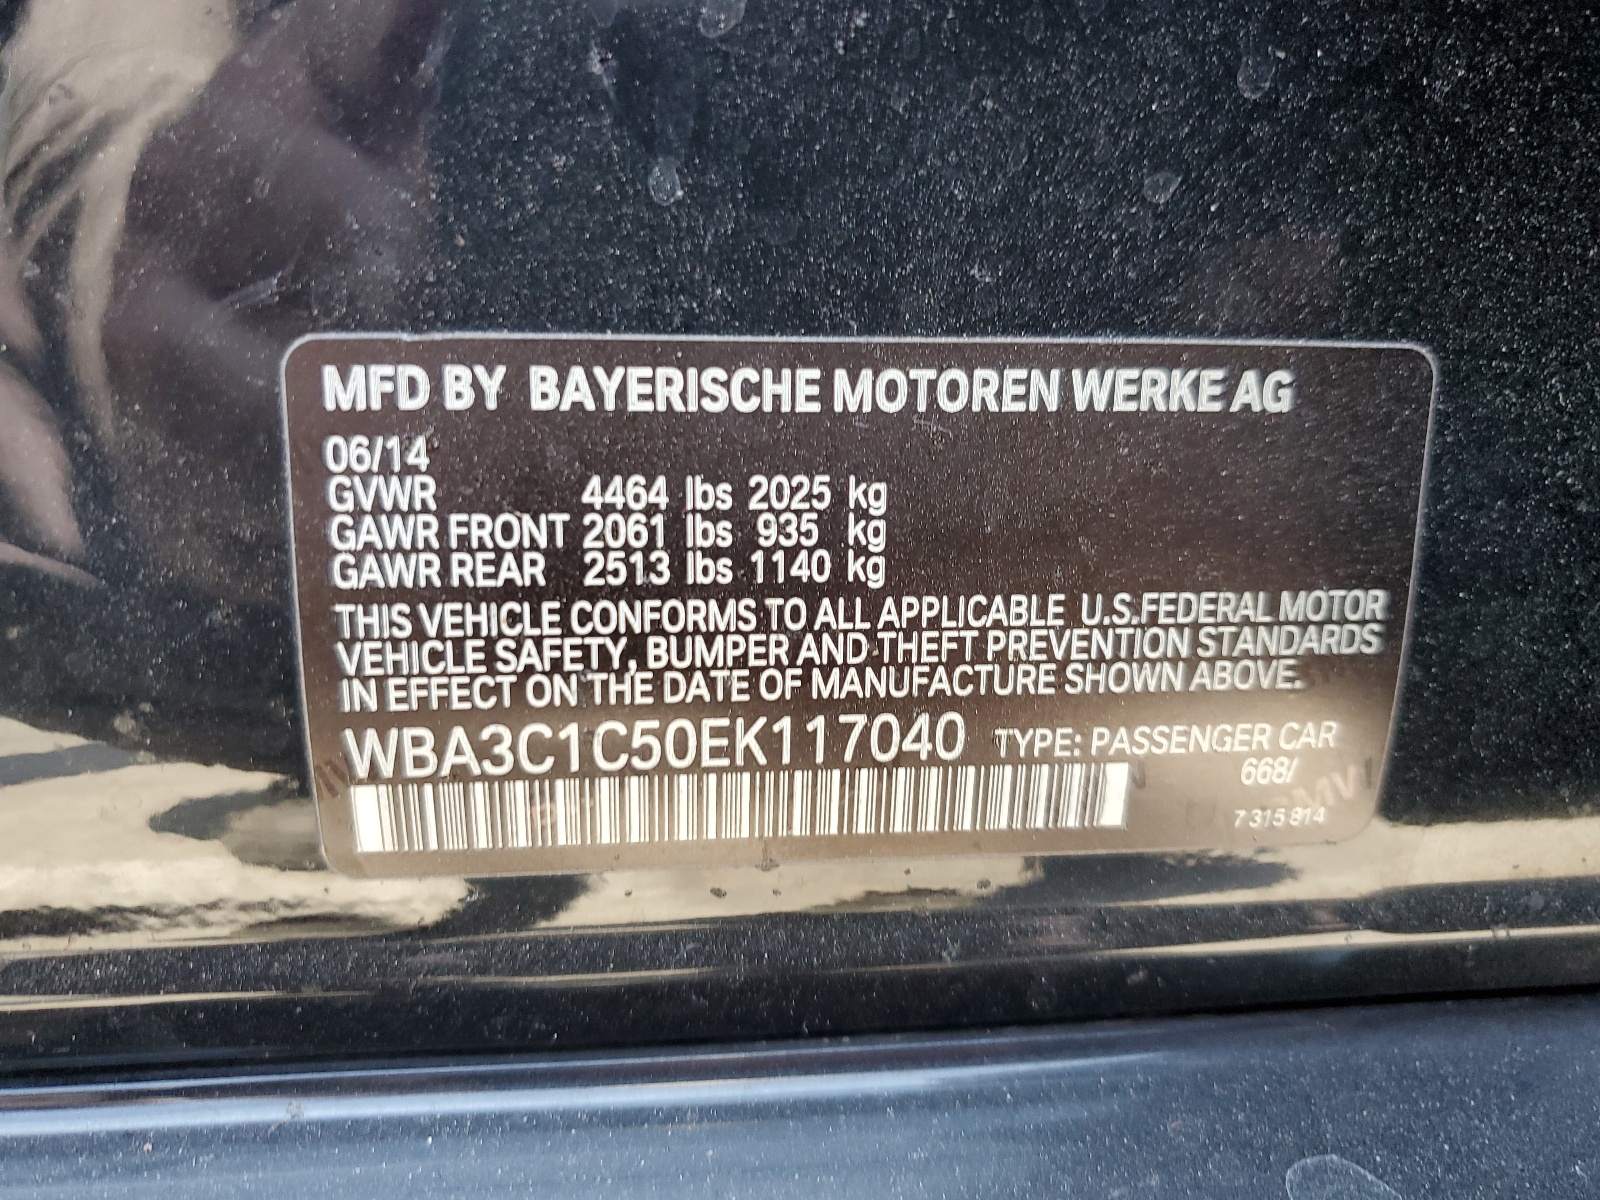 MFD BY BAYERISCHE MOTOREN WERKE AG
06/14
GVWR 4464 lbs 2025 kg
GAWR FRONT 2061 lbs 935 kg
GAWR REAR 2513 lbs 1140 kg
THIS VEHICLE CONFORMS TO ALL APPLICABLE U.S.FEDERAL MOTOR
VEHICLE SAFETY, BUMPER AND THEFT PREVENTION STANDARDS
IN EFFECT ON THE DATE OF MANUFACTURE SHOWN ABOVE.
WBA3C1C50EK117040 TYPE: PASSENGER CAR
668/
7 315 814